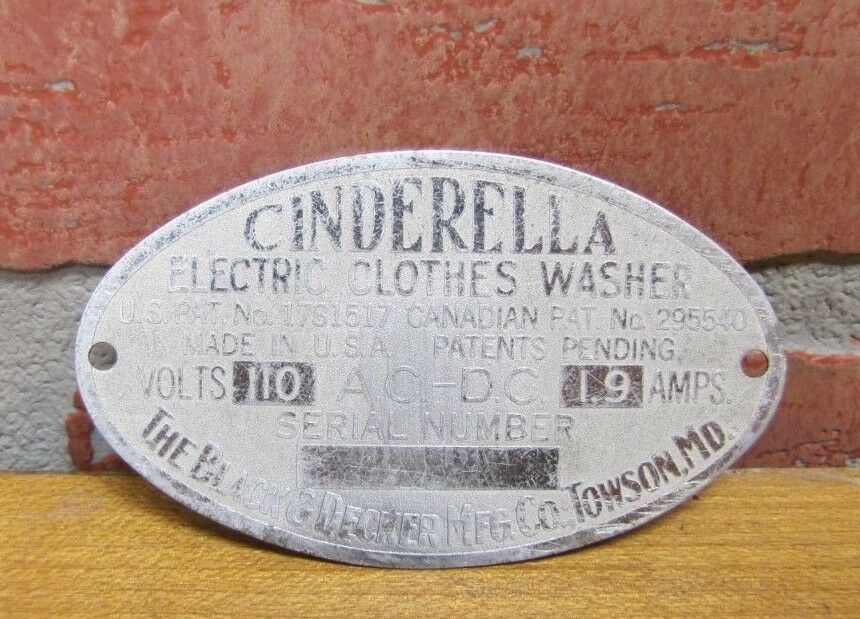 CINDERELLA
ELECTRIC CLOTHES WASHER
U.S. PAT. No. 1761517 CANADIAN PAT. No. 295540
MADE IN U.S.A. PATENTS PENDING.
VOLTS 110 A.C.-D.C. 1.9 AMPS.
SERIAL NUMBER
THE BLACK & DECKER MFG. CO. TOWSON, MD.